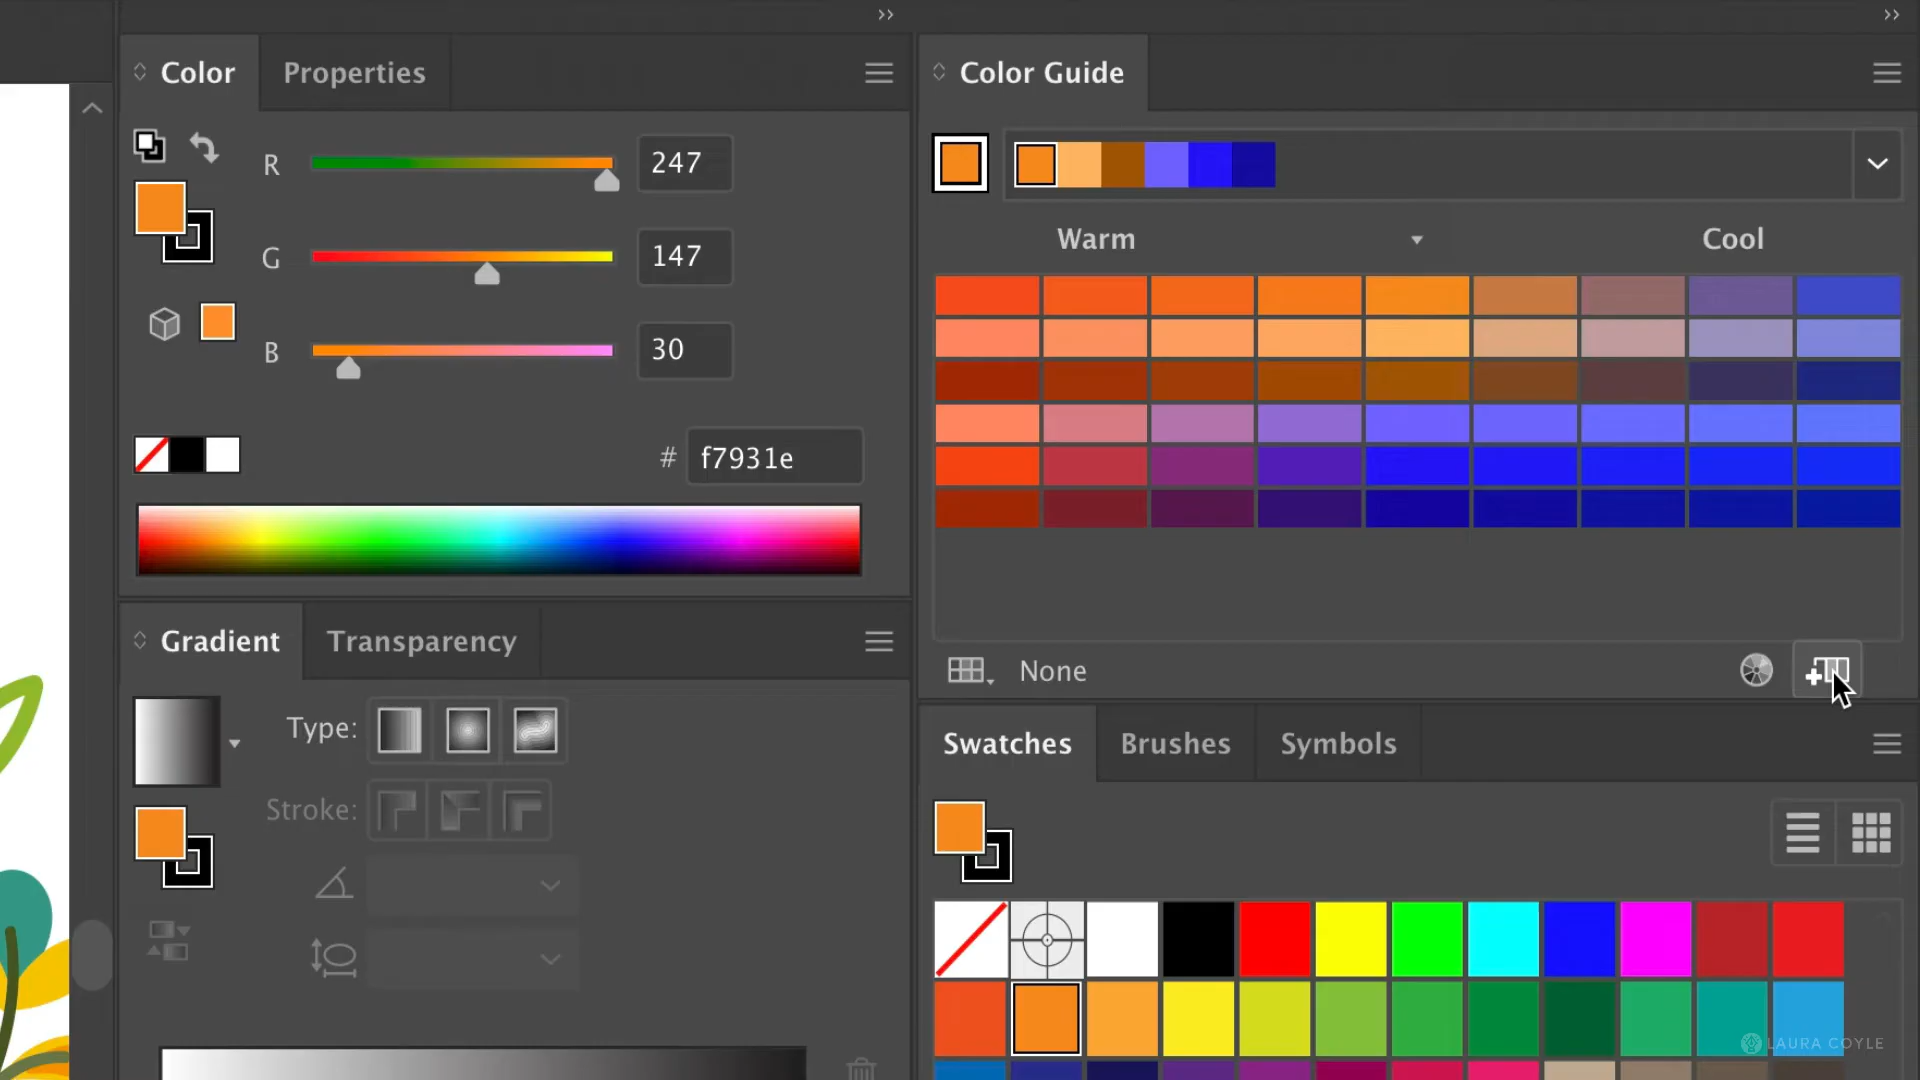 Color Properties
R 247
G 147
B 30
# f7931e
Gradient Transparency
Type:
Stroke:
Color Guide
Warm Cool
None
Swatches Brushes Symbols
LAURA COYLE